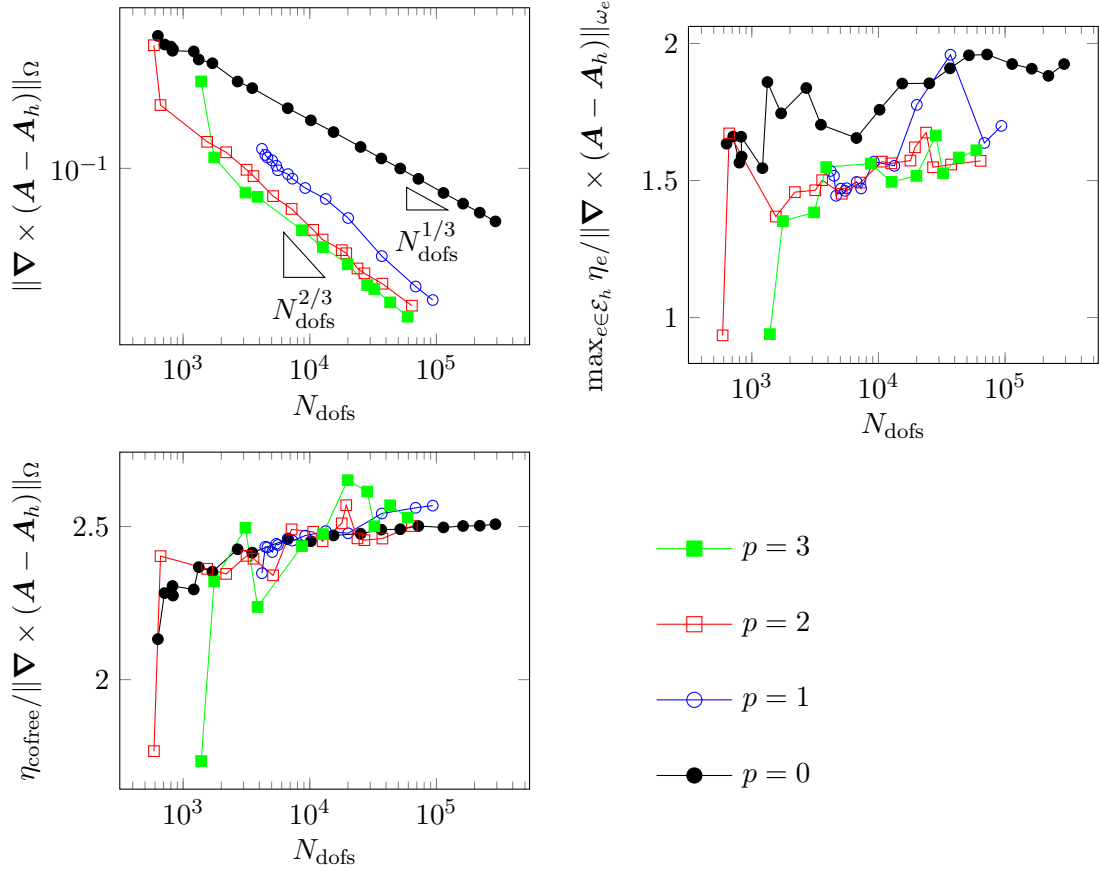 ‖∇ × (A − A_h)‖_Ω
10^{−1}
N_dofs^{1/3}
N_dofs^{2/3}
10^3 10^4 10^5
N_dofs
max_{e∈ℰ_h} η_e/‖∇ × (A − A_h)‖_{ω_e}
2
1.5
1
10^3 10^4 10^5
N_dofs
η_cofree/‖∇ × (A − A_h)‖_Ω
2.5
2
10^3 10^4 10^5
N_dofs
p = 3
p = 2
p = 1
p = 0